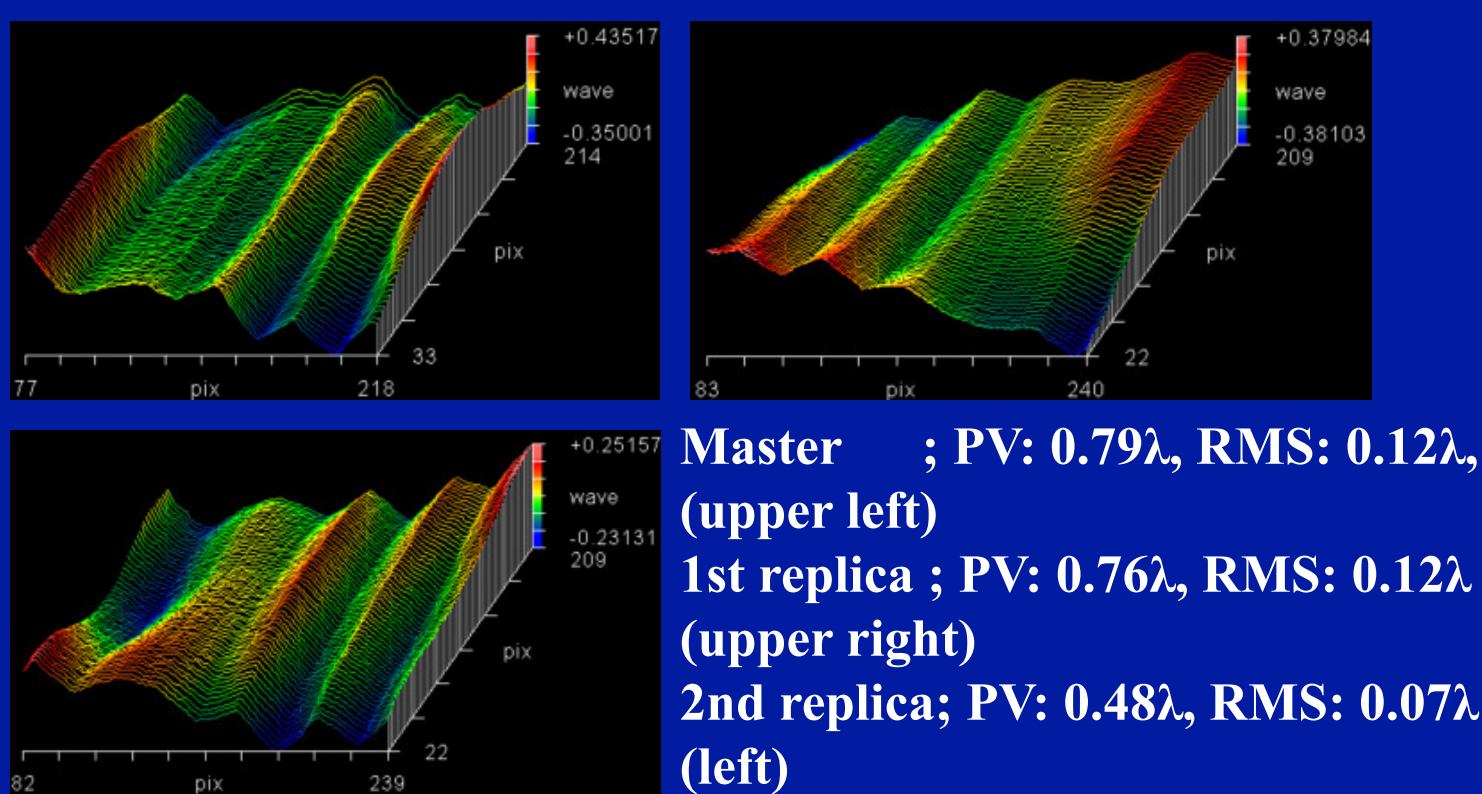 +0.43517
wave
-0.35001
214
pix
33
77 pix 218
+0.37984
wave
-0.38103
209
pix
22
83 pix 240
+0.25157
wave
-0.23131
209
pix
22
82 pix 239
Master ; PV: 0.79λ, RMS: 0.12λ,
(upper left)
1st replica ; PV: 0.76λ, RMS: 0.12λ
(upper right)
2nd replica; PV: 0.48λ, RMS: 0.07λ
(left)